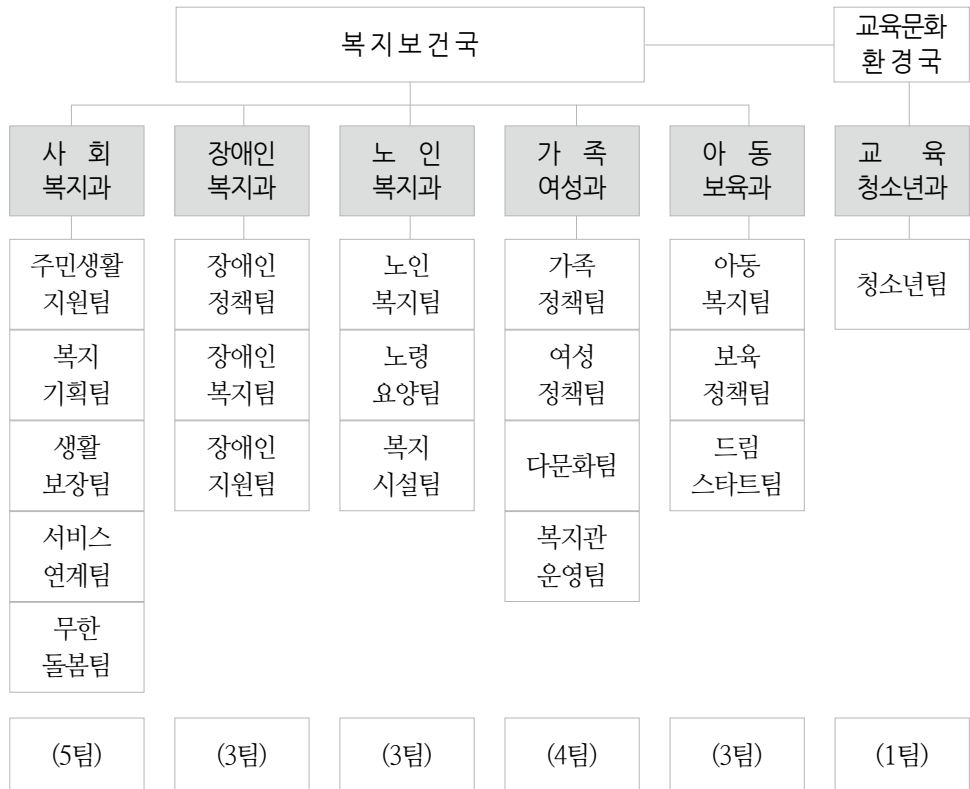 복지보건국
교육문화
환경국
사 회
복지과
장애인
복지과
노 인
복지과
가 족
여성과
아 동
보육과
교 육
청소년과
주민생활
지원팀
복지
기획팀
생활
보장팀
서비스
연계팀
무한
돌봄팀
장애인
정책팀
장애인
복지팀
장애인
지원팀
노인
복지팀
노령
요양팀
복지
시설팀
가족
정책팀
여성
정책팀
다문화팀
복지관
운영팀
아동
복지팀
보육
정책팀
드림
스타트팀
청소년팀
(5팀)
(3팀)
(3팀)
(4팀)
(3팀)
(1팀)